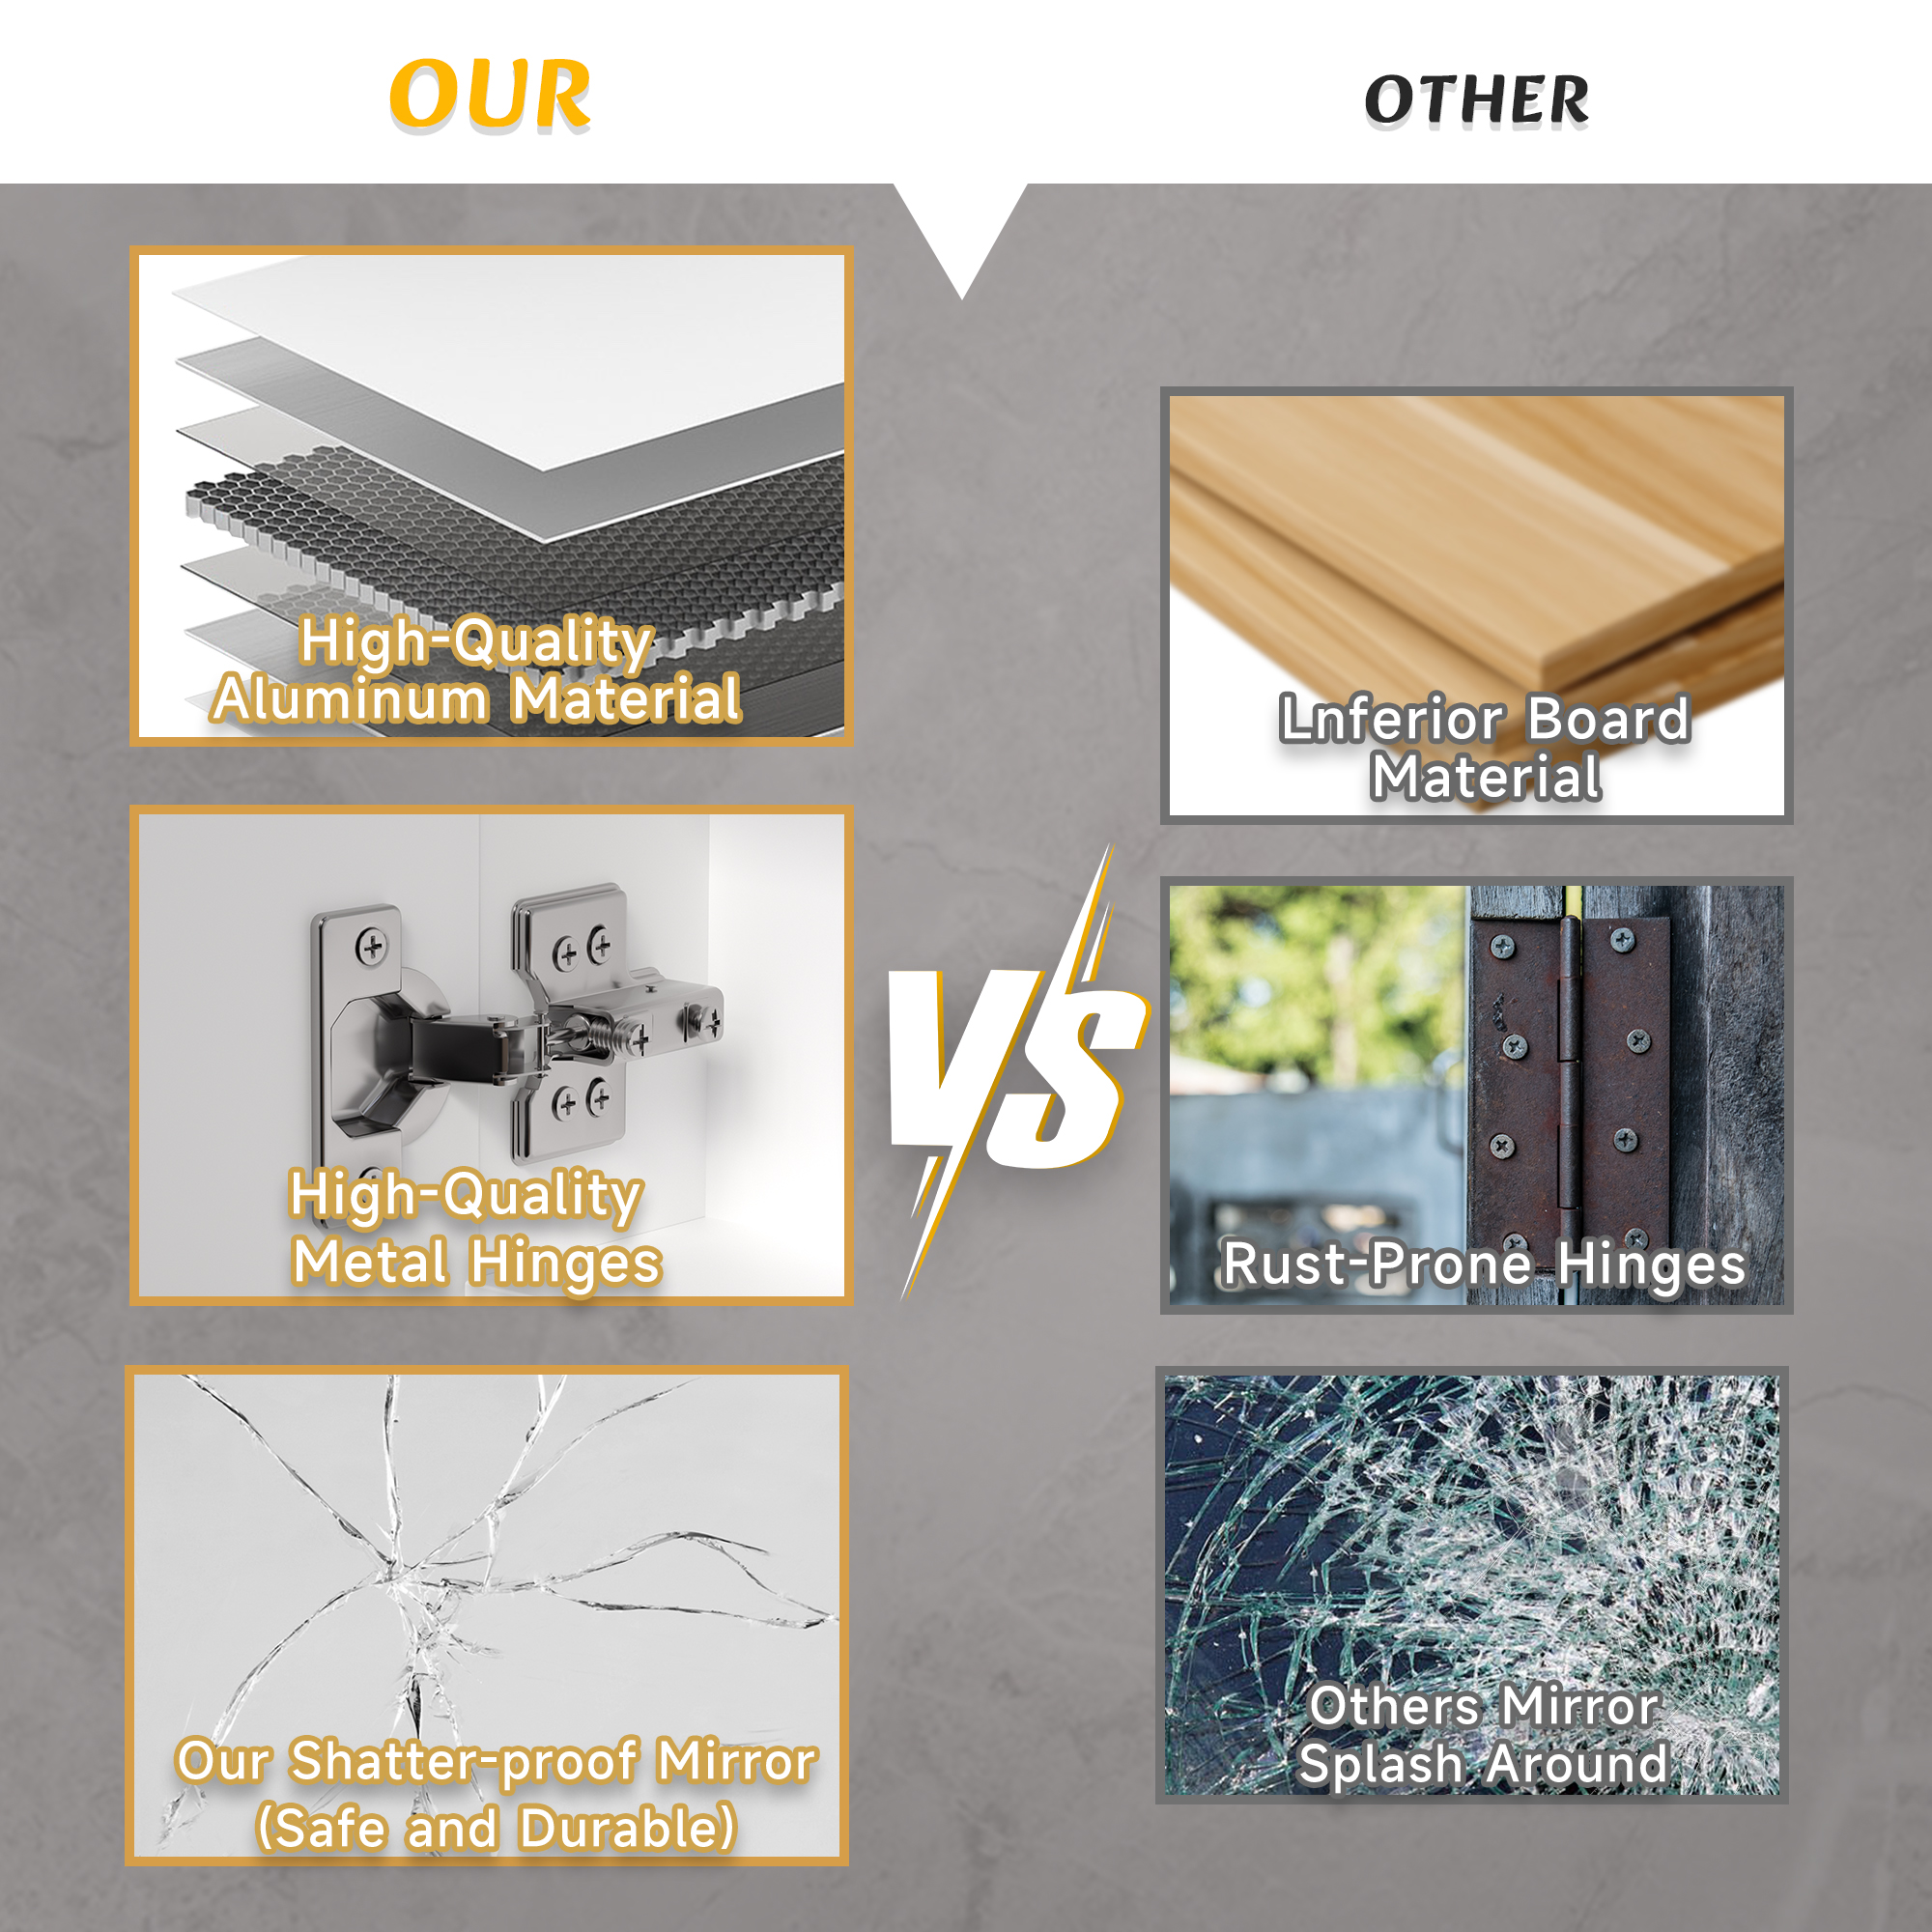 OUR
OTHER
High-Quality
Aluminum Material
Lnferior Board
Material
VS
High-Quality
Metal Hinges
Rust-Prone Hinges
Our Shatter-proof Mirror
(Safe and Durable)
Others Mirror
Splash Around